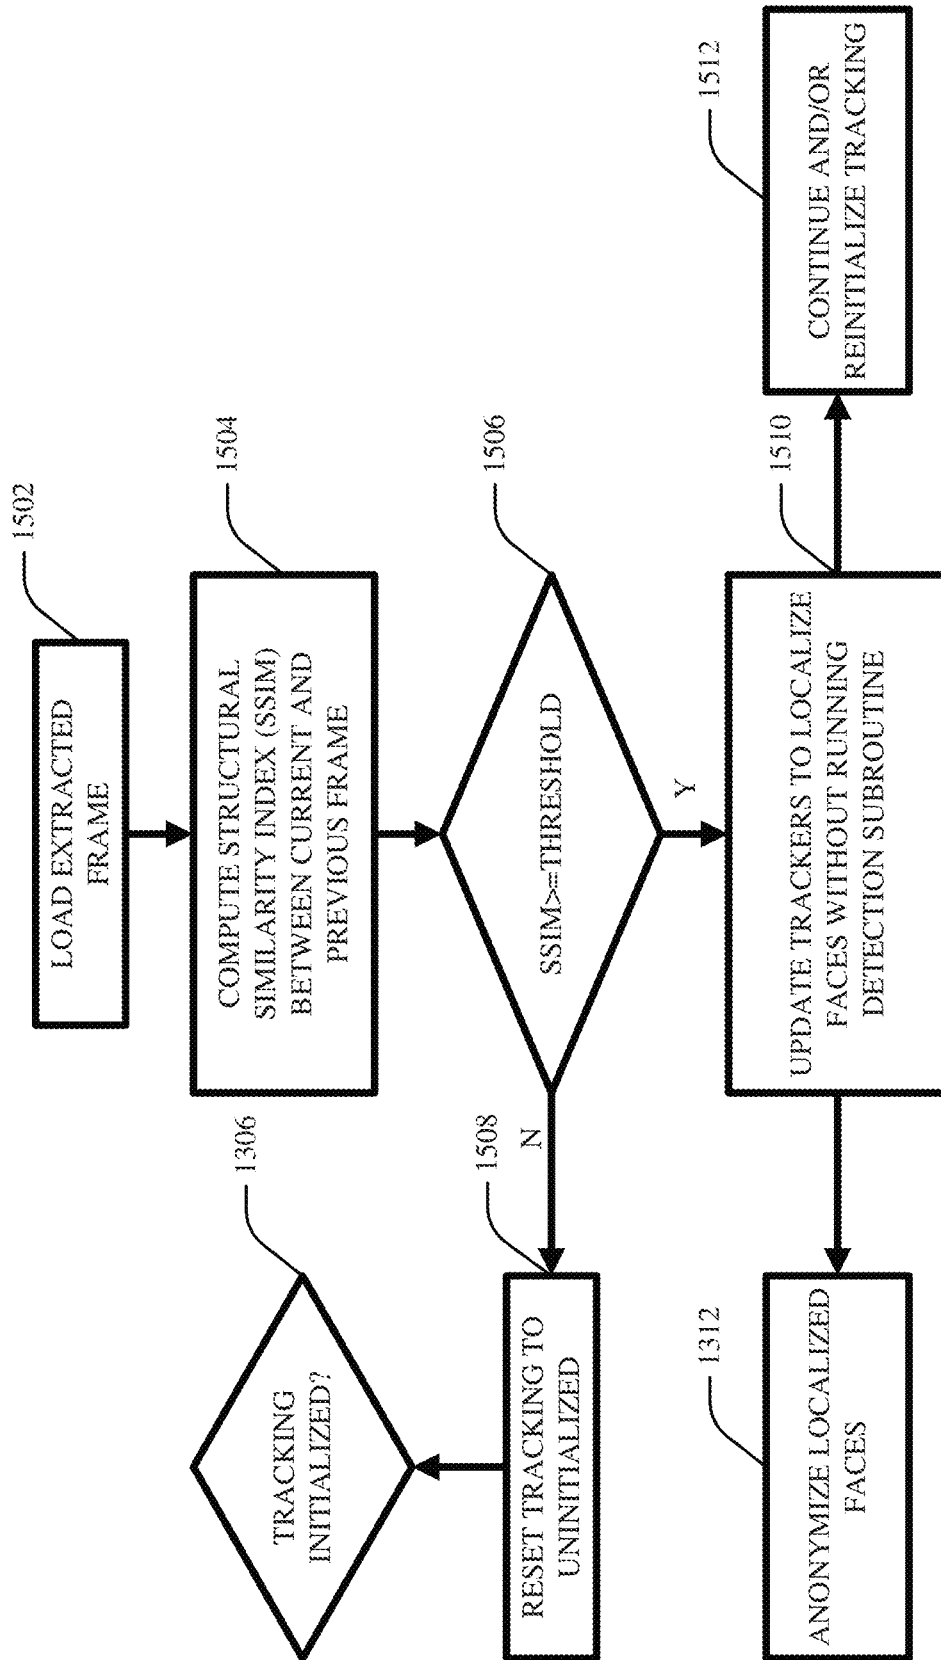 LOAD EXTRACTED
FRAME
1502
COMPUTE STRUCTURAL
SIMILARITY INDEX (SSIM)
BETWEEN CURRENT AND
PREVIOUS FRAME
1504
SSIM>=THRESHOLD
1506
N
Y
TRACKING
INITIALIZED?
1306
RESET TRACKING TO
UNINITIALIZED
1508
UPDATE TRACKERS TO LOCALIZE
FACES WITHOUT RUNNING
DETECTION SUBROUTINE
1510
ANONYMIZE LOCALIZED
FACES
1312
CONTINUE AND/OR
REINITIALIZE TRACKING
1512